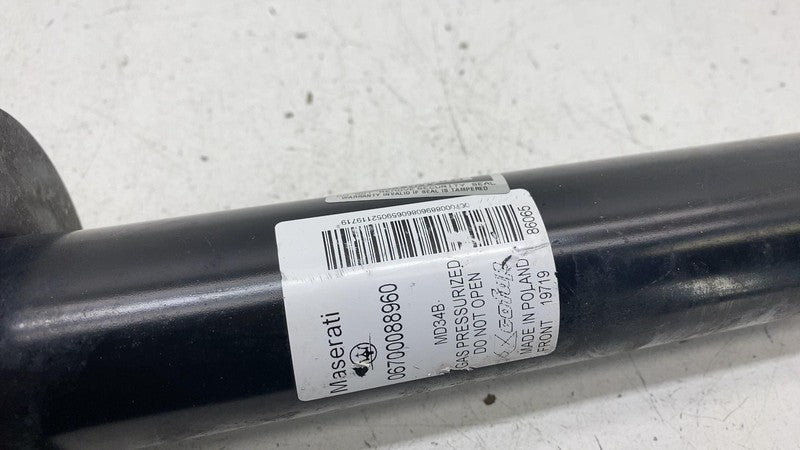 WARRANTY INVALID IF SEAL IS TAMPERED
Maserati
06700088960
MD34B
GAS PRESSURIZED
DO NOT OPEN
MADE IN POLAND 86065
FRONT 19719